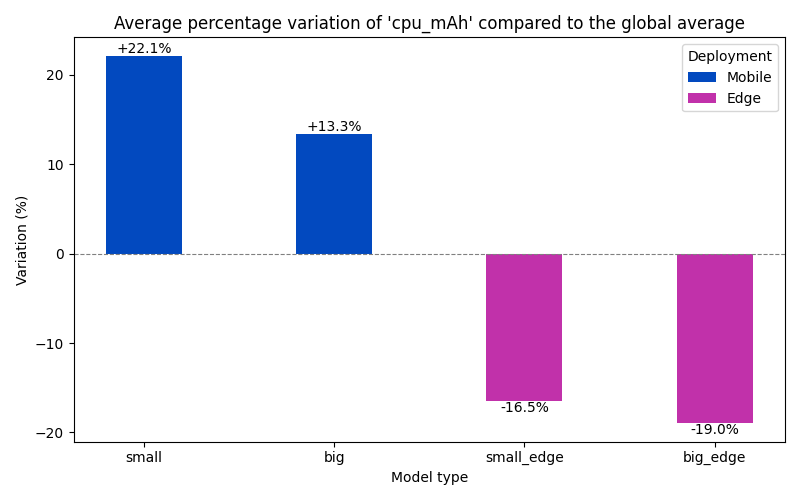 Average percentage variation of 'cpu_mAh' compared to the global average
Variation (%)
20
10
0
−10
−20
+22.1%
+13.3%
-16.5%
-19.0%
Deployment
Mobile
Edge
small
big
small_edge
big_edge
Model type